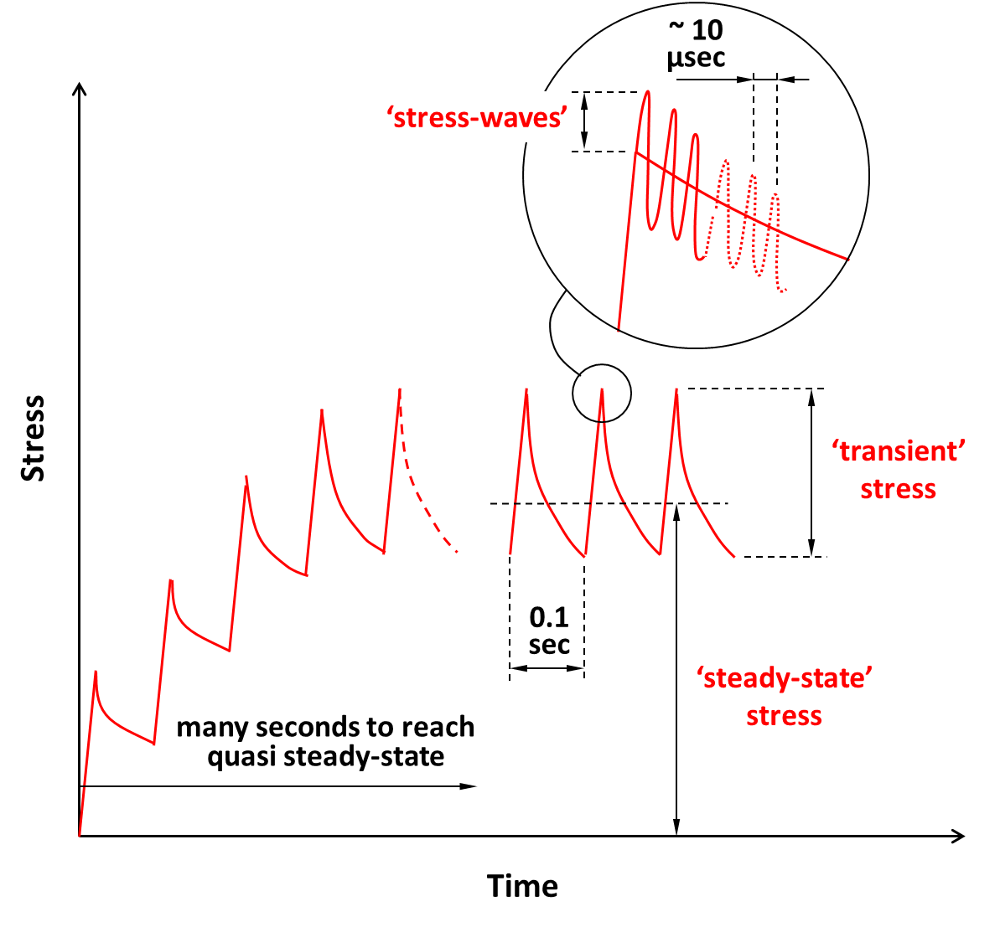 ~ 10
μsec
‘stress-waves’
Stress
‘transient’
stress
0.1
sec
‘steady-state’
stress
many seconds to reach
quasi steady-state
Time